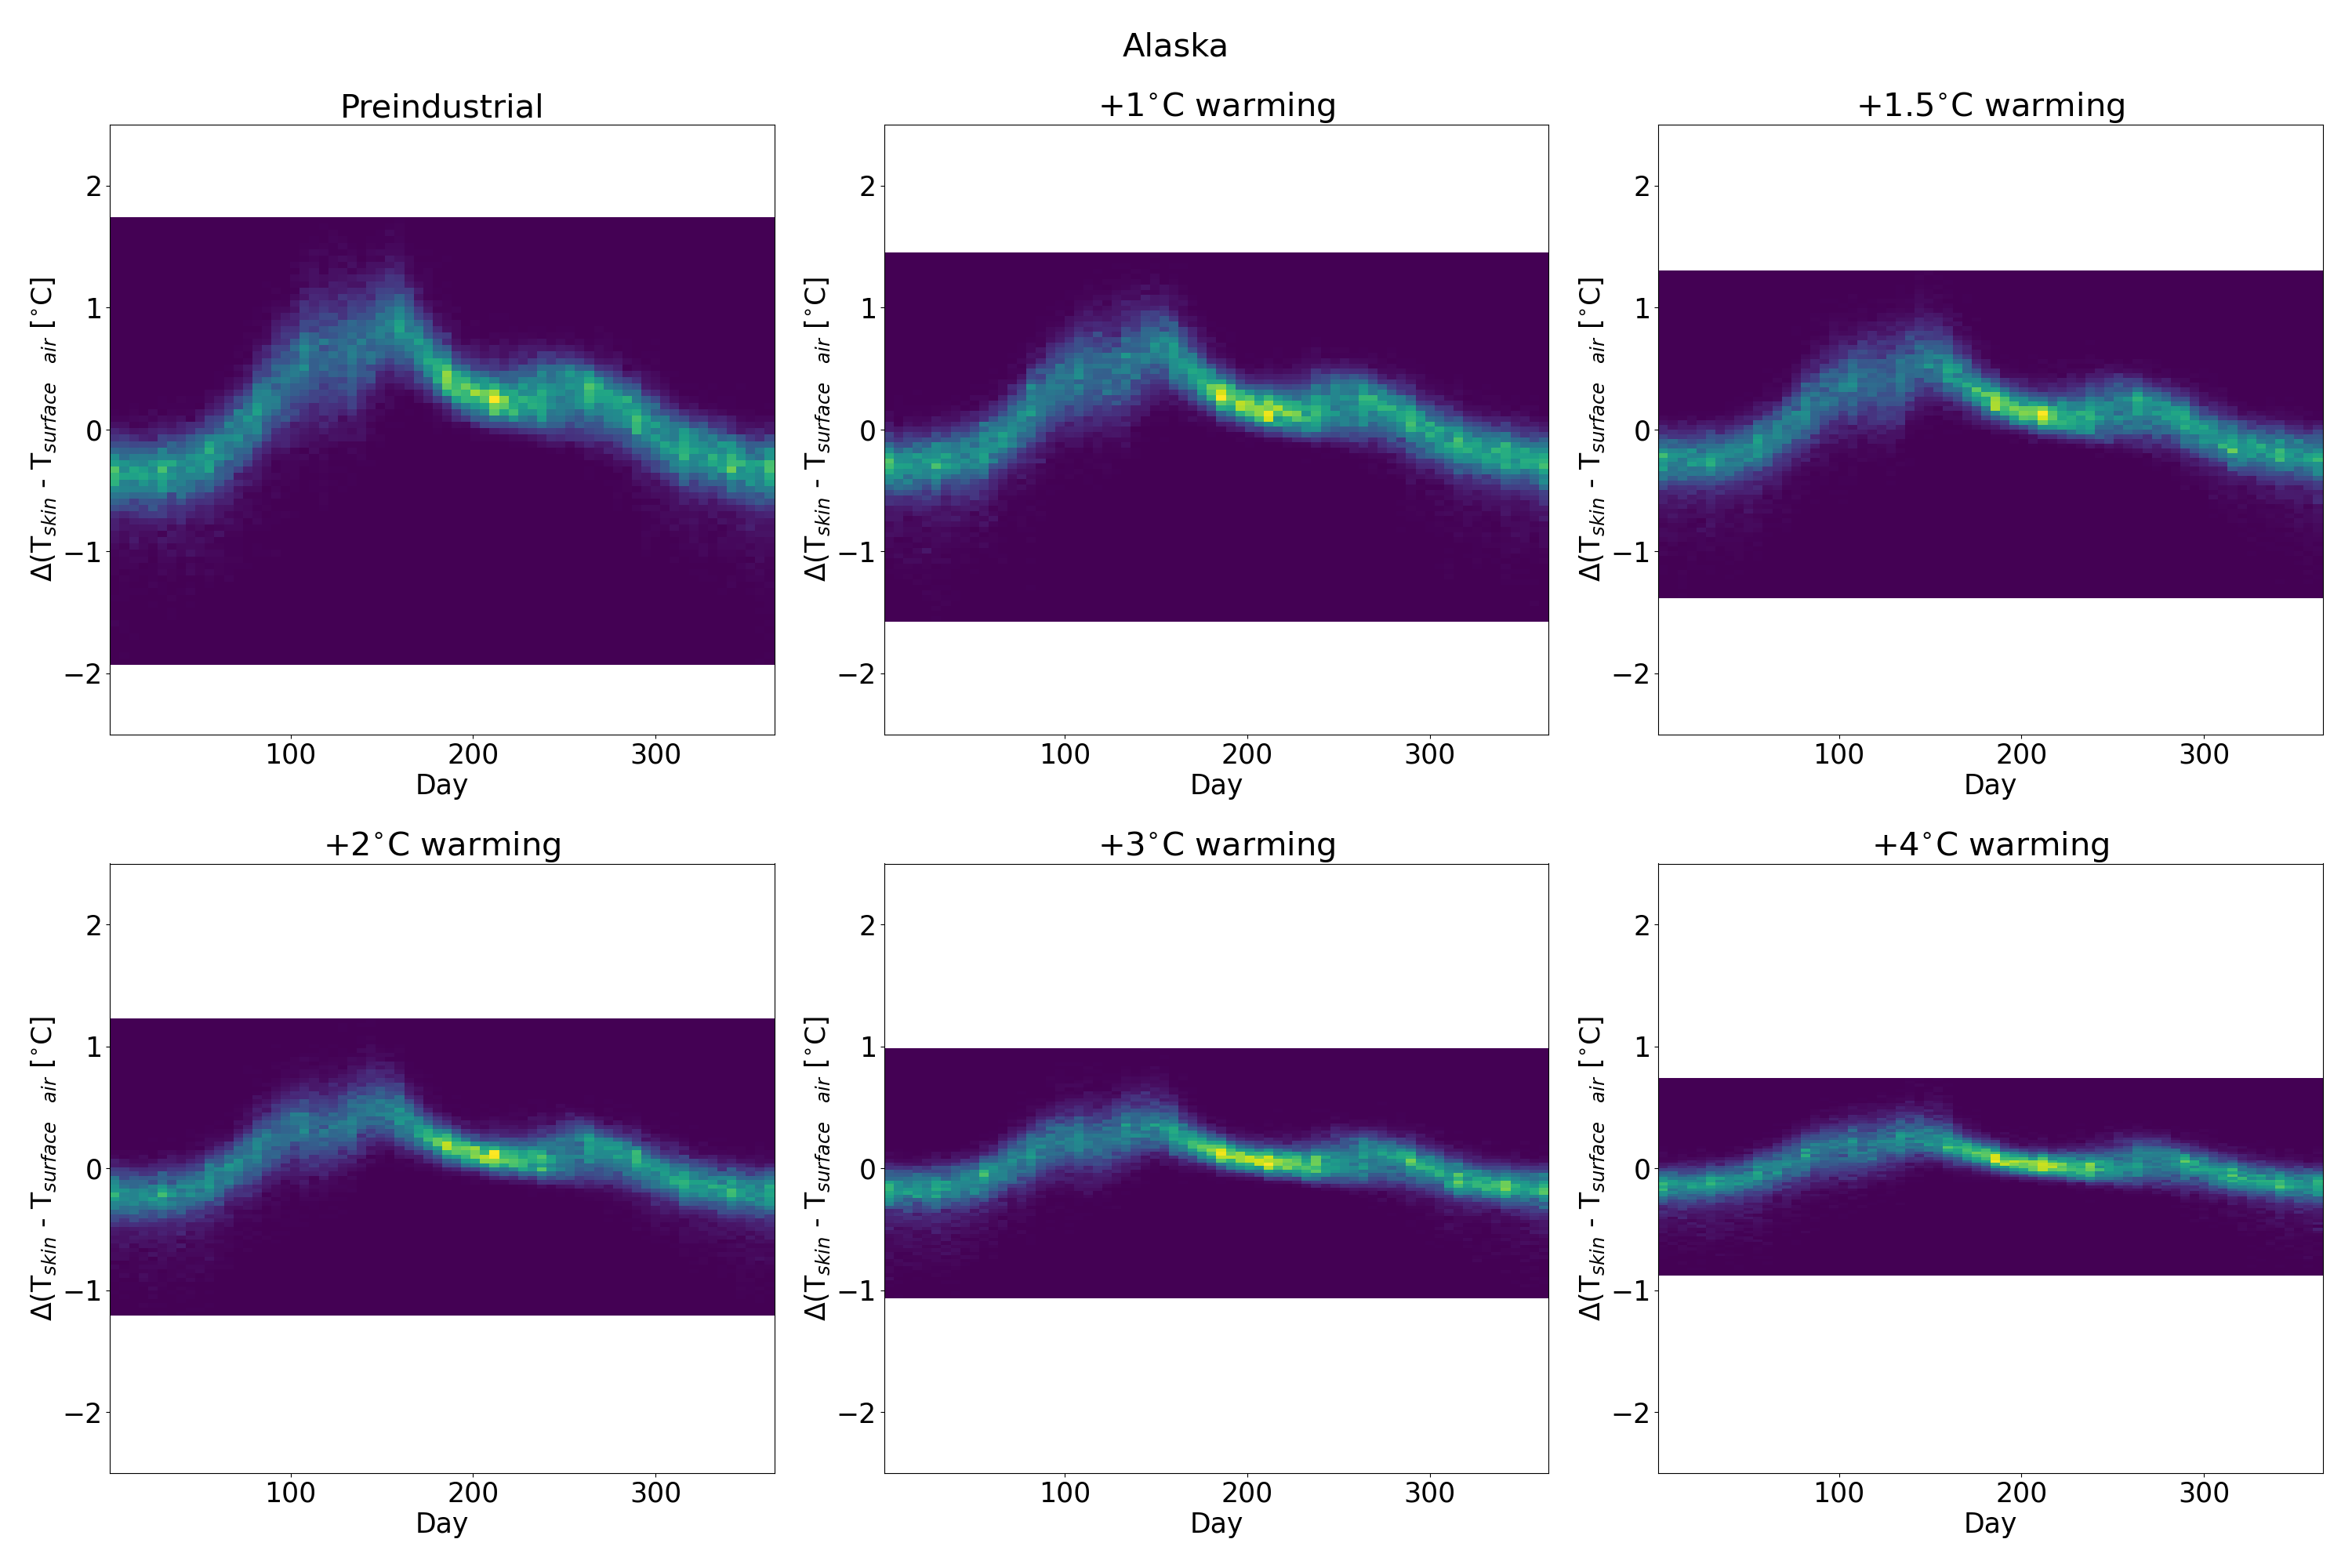 Alaska
Preindustrial
+1°C warming
+1.5°C warming
2
1
0
−1
−2
Δ(T_skin - T_surface air [°C]
100 200 300
Day
2
1
0
−1
−2
Δ(T_skin - T_surface air [°C]
100 200 300
Day
2
1
0
−1
−2
Δ(T_skin - T_surface air [°C]
100 200 300
Day
+2°C warming
+3°C warming
+4°C warming
2
1
0
−1
−2
Δ(T_skin - T_surface air [°C]
100 200 300
Day
2
1
0
−1
−2
Δ(T_skin - T_surface air [°C]
100 200 300
Day
2
1
0
−1
−2
Δ(T_skin - T_surface air [°C]
100 200 300
Day